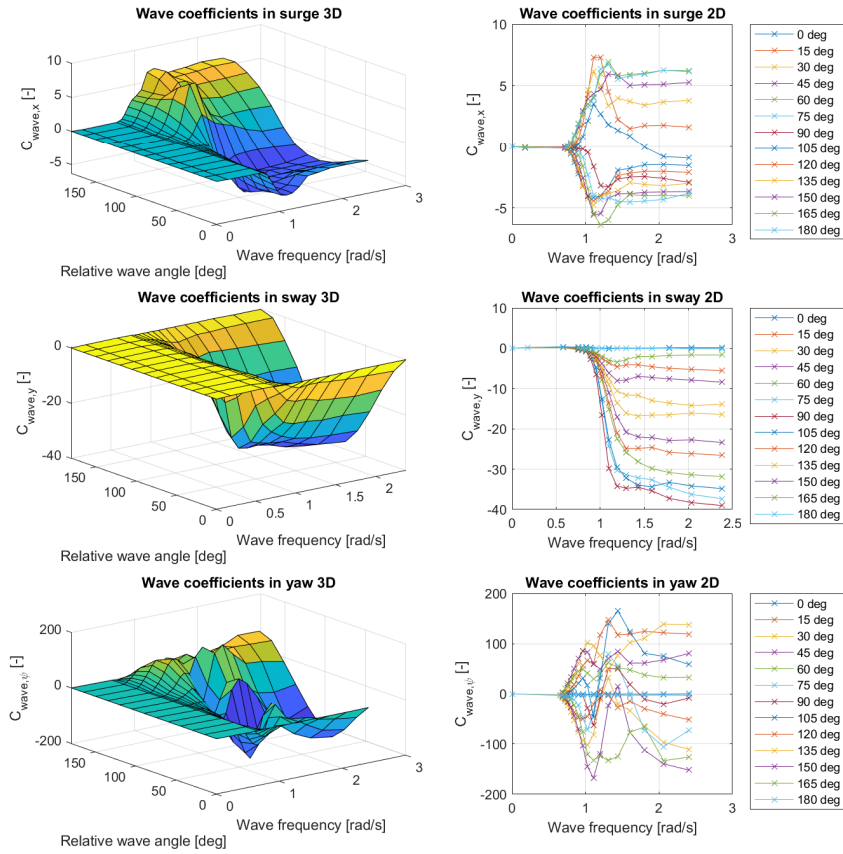 Wave coefficients in surge 3D
10
5
0
-5
C_wave,x [-]
150
100
50
0
Relative wave angle [deg]
0
1
2
3
Wave frequency [rad/s]
Wave coefficients in surge 2D
10
5
0
-5
C_wave,x [-]
0
1
2
3
Wave frequency [rad/s]
0 deg
15 deg
30 deg
45 deg
60 deg
75 deg
90 deg
105 deg
120 deg
135 deg
150 deg
165 deg
180 deg
Wave coefficients in sway 3D
0
-20
-40
C_wave,y [-]
150
100
50
0
Relative wave angle [deg]
0
0.5
1
1.5
2
Wave frequency [rad/s]
Wave coefficients in sway 2D
10
0
-10
-20
-30
-40
C_wave,y [-]
0
0.5
1
1.5
2
2.5
Wave frequency [rad/s]
0 deg
15 deg
30 deg
45 deg
60 deg
75 deg
90 deg
105 deg
120 deg
135 deg
150 deg
165 deg
180 deg
Wave coefficients in yaw 3D
200
0
-200
C_wave,ψ [-]
150
100
50
0
Relative wave angle [deg]
0
1
2
3
Wave frequency [rad/s]
Wave coefficients in yaw 2D
200
100
0
-100
-200
C_wave,ψ [-]
0
1
2
3
Wave frequency [rad/s]
0 deg
15 deg
30 deg
45 deg
60 deg
75 deg
90 deg
105 deg
120 deg
135 deg
150 deg
165 deg
180 deg